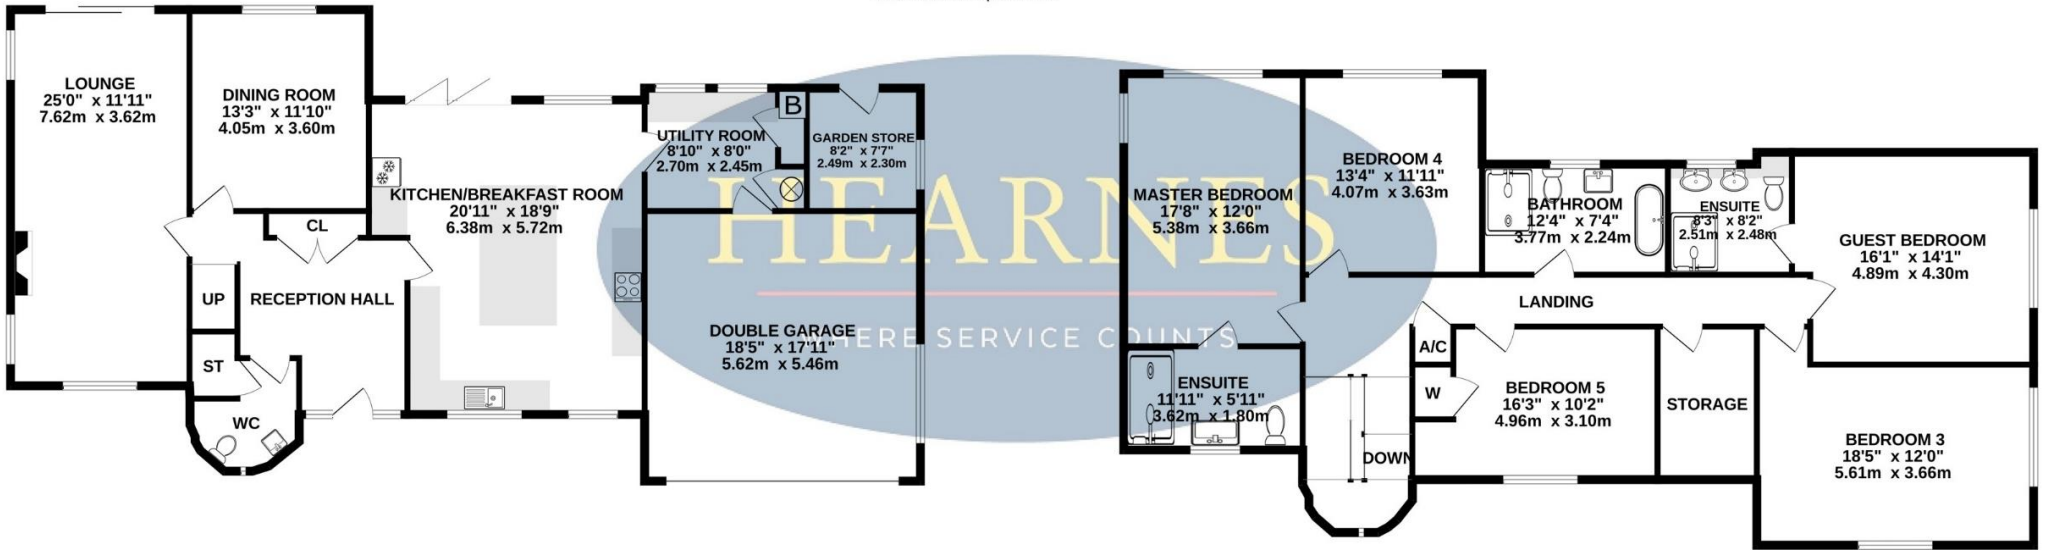 LOUNGE
25'0" x 11'11"
7.62m x 3.62m
DINING ROOM
13'3" x 11'10"
4.05m x 3.60m
KITCHEN/BREAKFAST ROOM
20'11" x 18'9"
6.38m x 5.72m
UTILITY ROOM
8'10" x 8'0"
2.70m x 2.45m
B
GARDEN STORE
8'2" x 7'7"
2.49m x 2.30m
CL
UP
RECEPTION HALL
ST
WC
DOUBLE GARAGE
18'5" x 17'11"
5.62m x 5.46m
HEARNES
WHERE SERVICE COUNTS
MASTER BEDROOM
17'8" x 12'0"
5.38m x 3.66m
BEDROOM 4
13'4" x 11'11"
4.07m x 3.63m
BATHROOM
12'4" x 7'4"
3.77m x 2.24m
ENSUITE
8'3" x 8'2"
2.51m x 2.48m
GUEST BEDROOM
16'1" x 14'1"
4.89m x 4.30m
LANDING
ENSUITE
11'11" x 5'11"
3.62m x 1.80m
A/C
W
DOWN
BEDROOM 5
16'3" x 10'2"
4.96m x 3.10m
STORAGE
BEDROOM 3
18'5" x 12'0"
5.61m x 3.66m